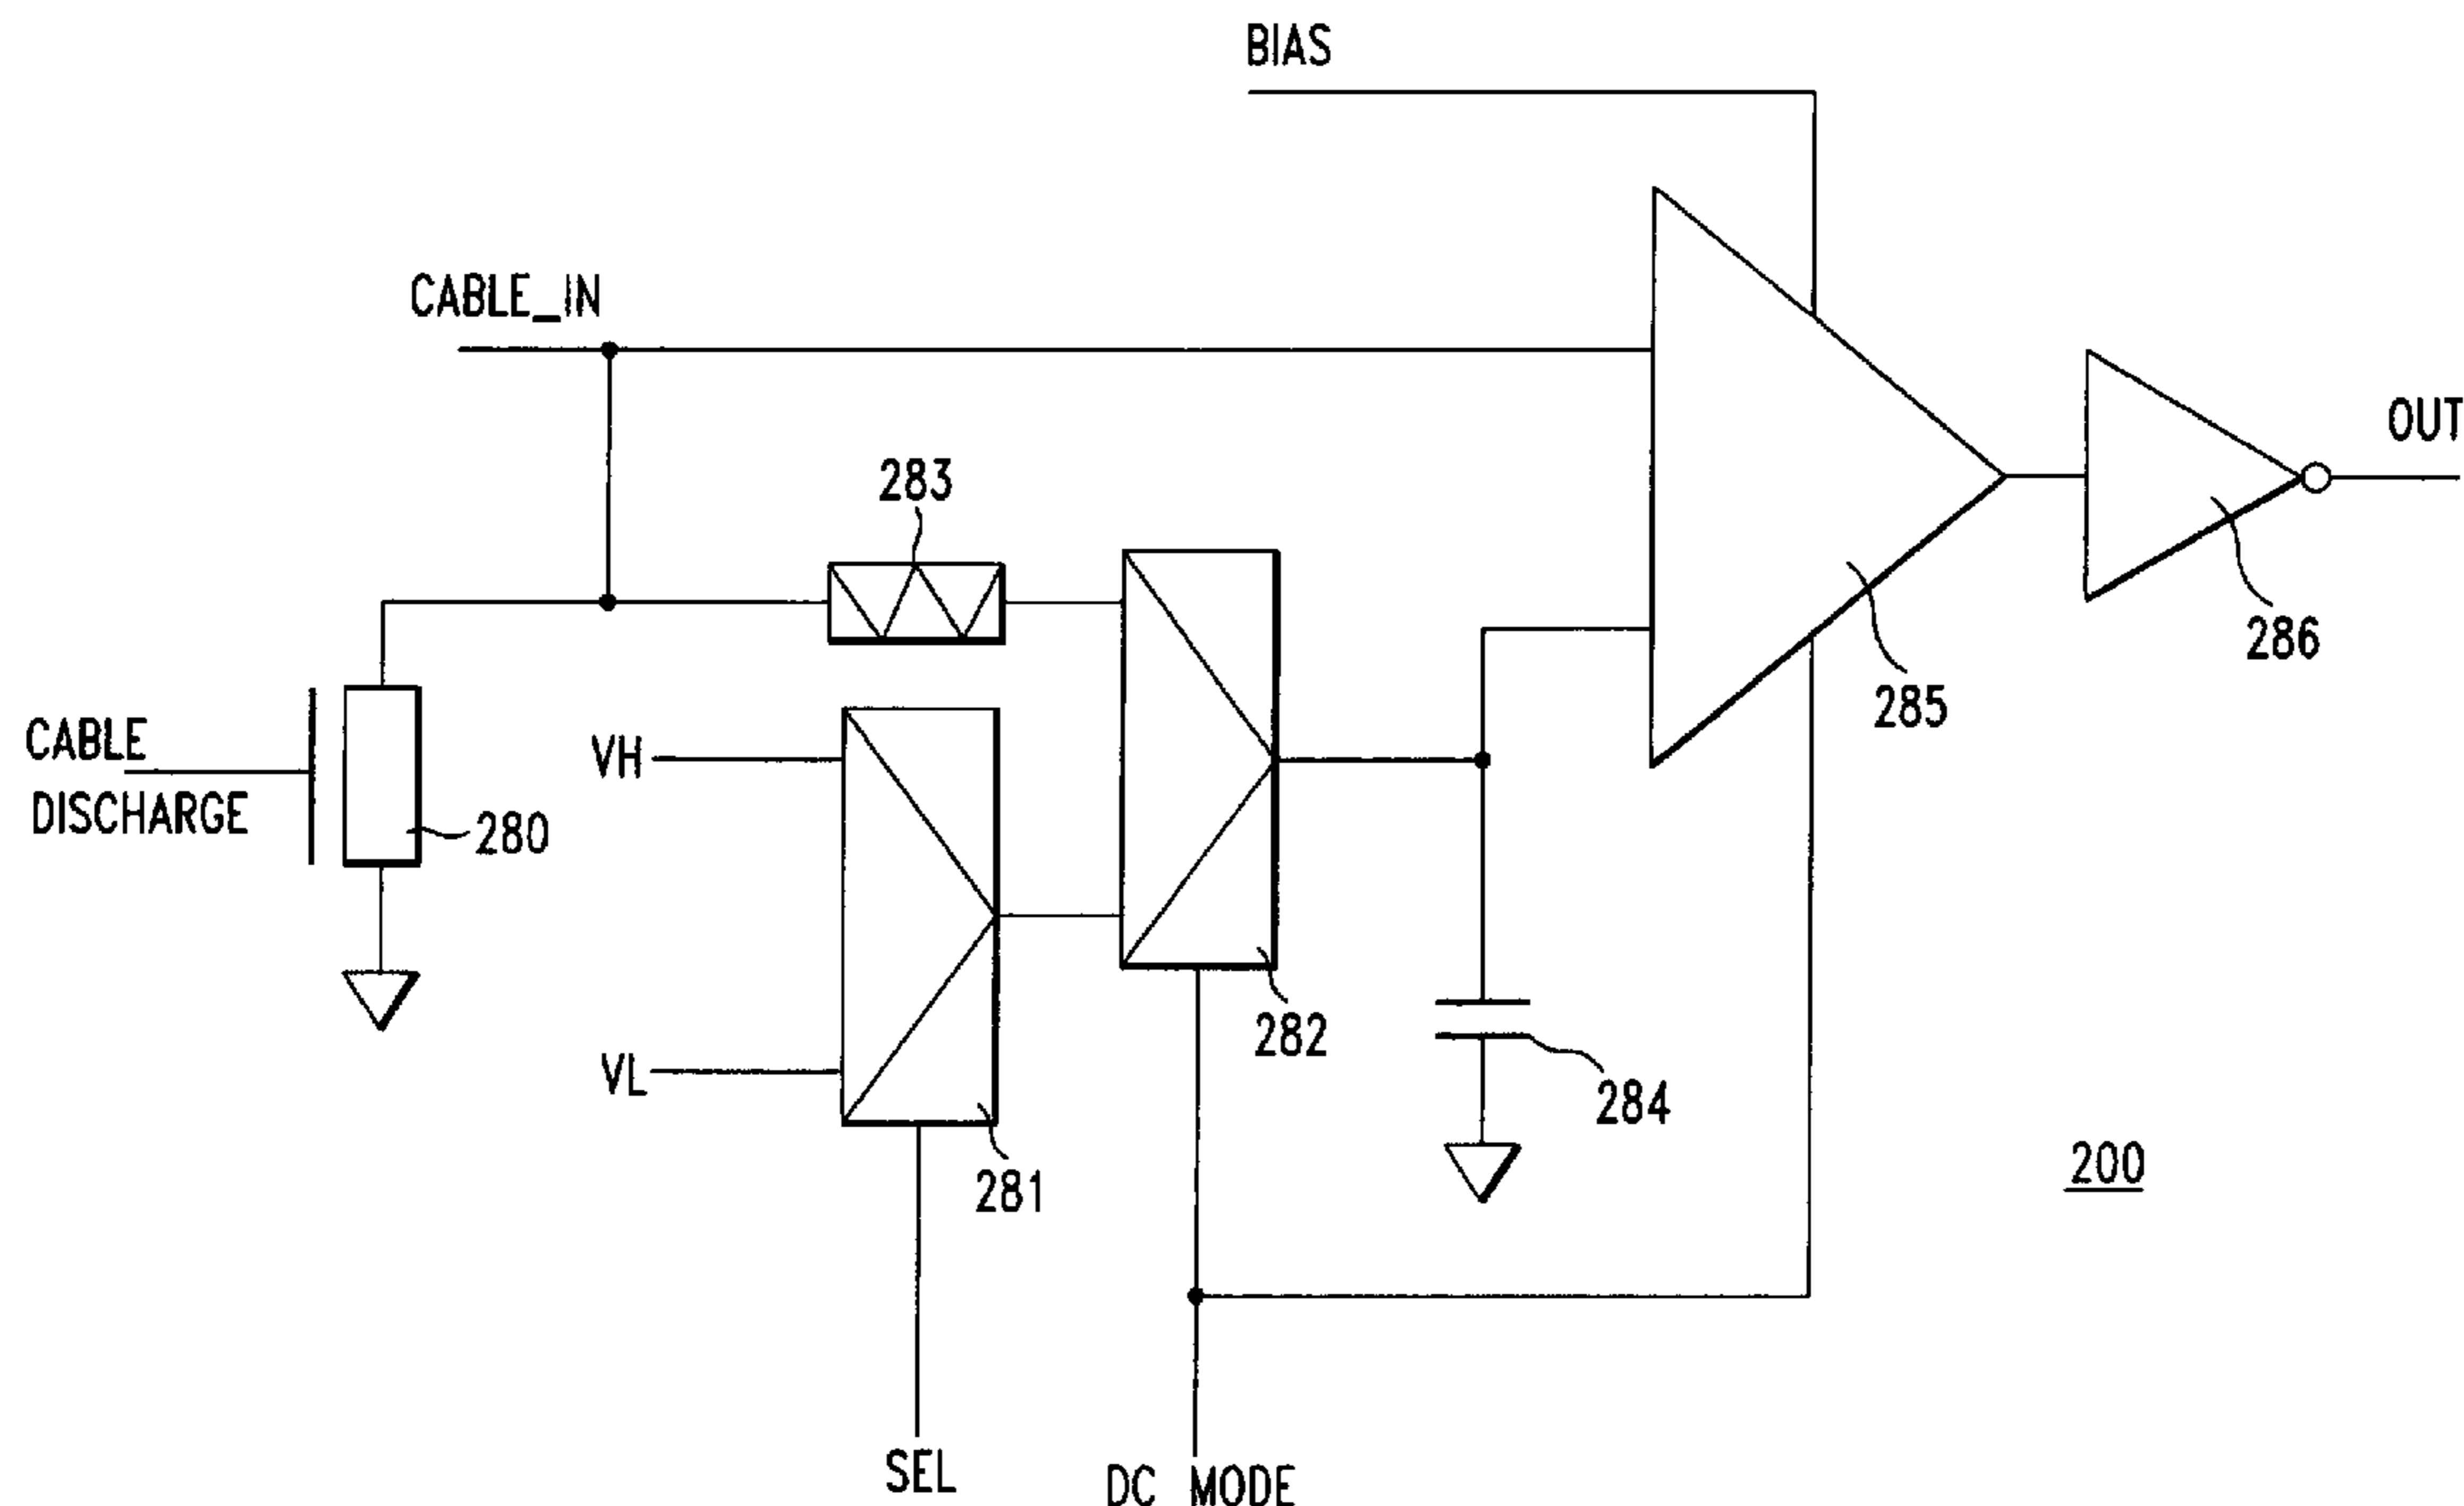 BIAS
CABLE_IN
OUT
283
286
285
CABLE
DISCHARGE
VH
280
282
VL
284
281
200
SEL
DC MODE